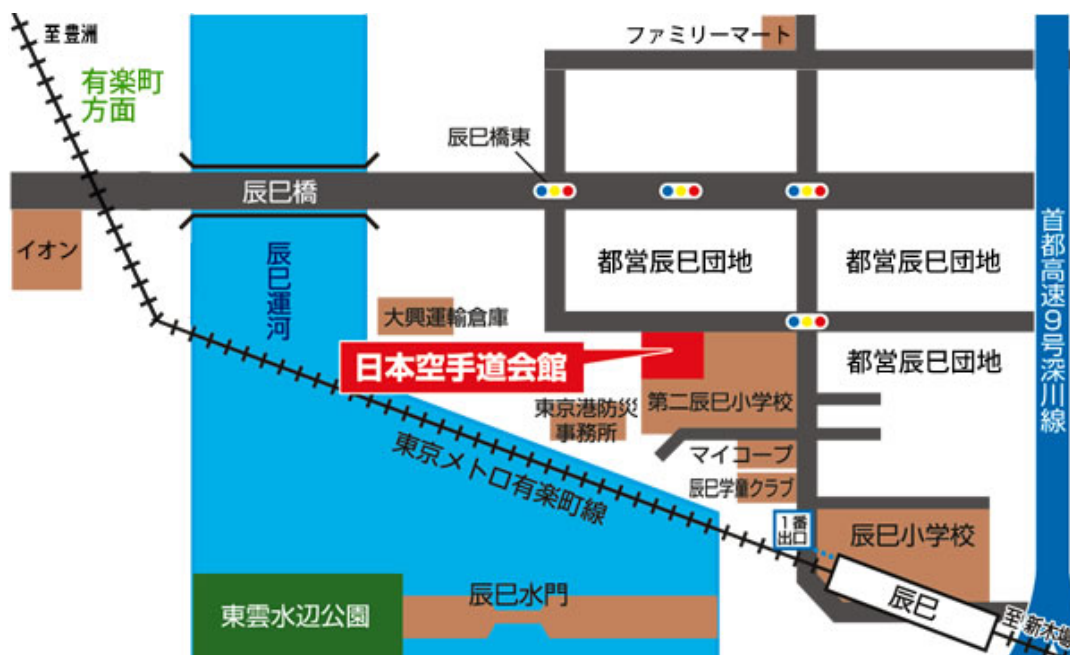 至 豊洲
有楽町
方面
ファミリーマート
辰巳橋東
辰巳橋
イオン
辰巳運河
都営辰巳団地
都営辰巳団地
首都高速9号深川線
大興運輸倉庫
日本空手道会館
都営辰巳団地
東京港防災
事務所
第二辰巳小学校
マイコープ
辰巳学童クラブ
東京メトロ有楽町線
1番
出口
辰巳小学校
辰巳水門
東雲水辺公園
辰巳
至 新木場